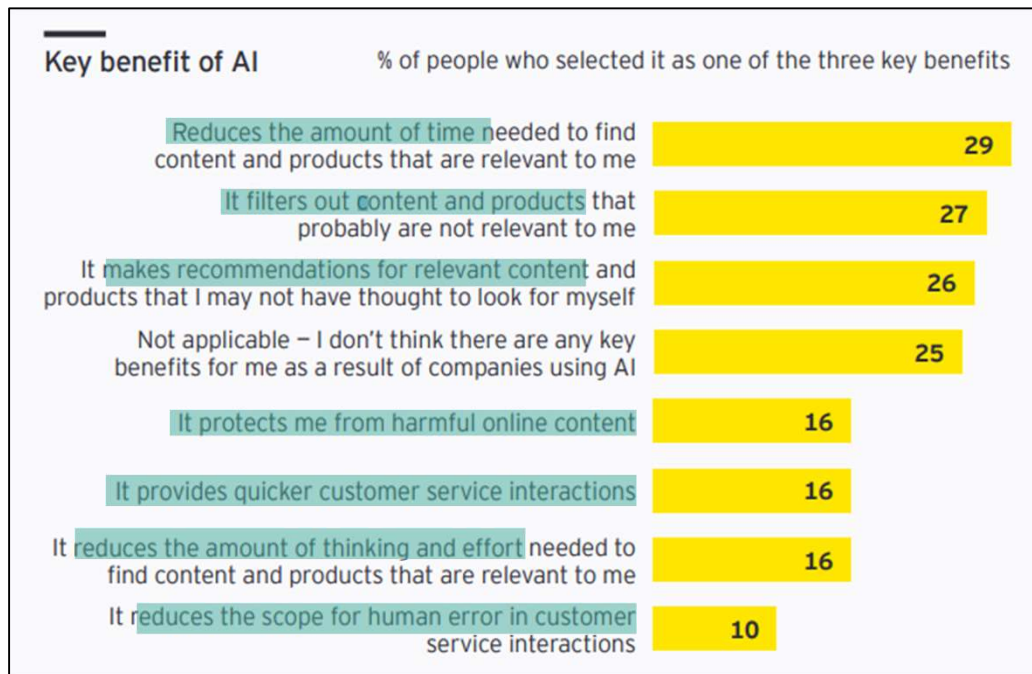 Key benefit of AI
% of people who selected it as one of the three key benefits
Reduces the amount of time needed to find
content and products that are relevant to me
29
It filters out content and products that
probably are not relevant to me
27
It makes recommendations for relevant content and
products that I may not have thought to look for myself
26
Not applicable – I don't think there are any key
benefits for me as a result of companies using AI
25
It protects me from harmful online content
16
It provides quicker customer service interactions
16
It reduces the amount of thinking and effort needed to
find content and products that are relevant to me
16
It reduces the scope for human error in customer
service interactions
10